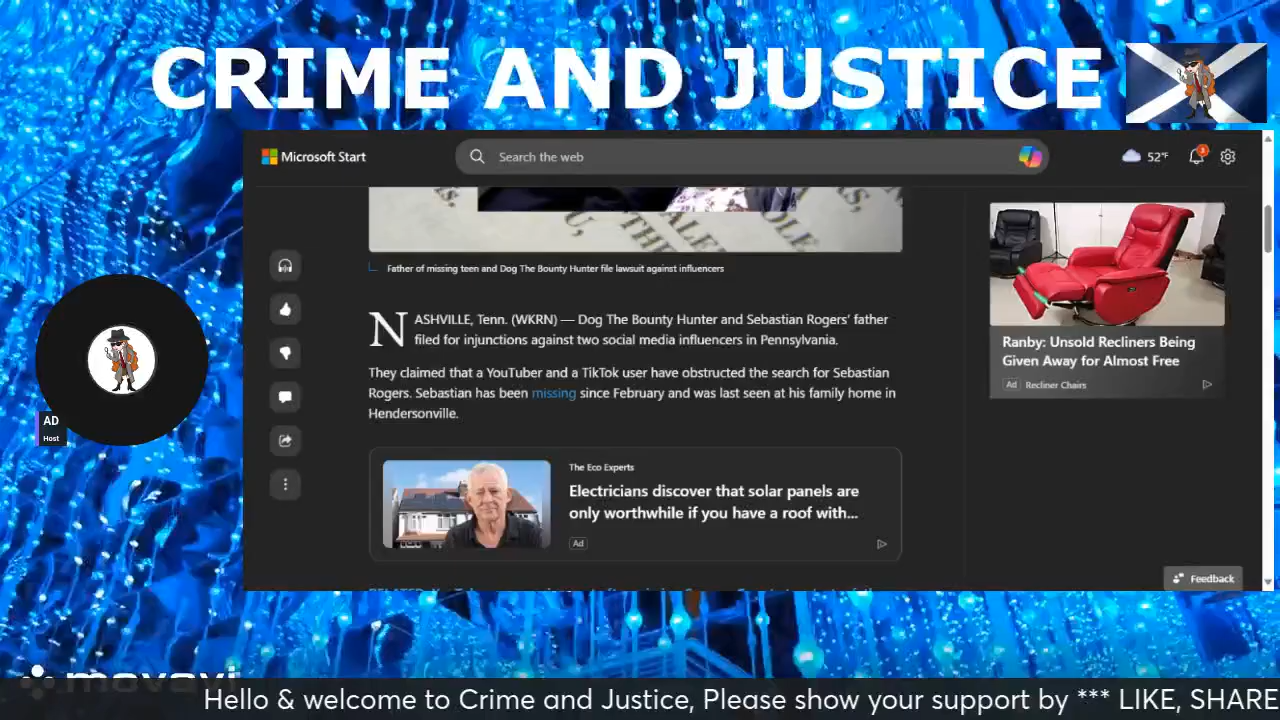 CRIME AND JUSTICE
Microsoft Start
Search the web
52°F
3
Father of missing teen and Dog The Bounty Hunter file lawsuit against influencers
NASHVILLE, Tenn. (WKRN) — Dog The Bounty Hunter and Sebastian Rogers’ father
filed for injunctions against two social media influencers in Pennsylvania.
They claimed that a YouTuber and a TikTok user have obstructed the search for Sebastian
Rogers. Sebastian has been missing since February and was last seen at his family home in
Hendersonville.
The Eco Experts
Electricians discover that solar panels are
only worthwhile if you have a roof with...
Ad
Ranby: Unsold Recliners Being
Given Away for Almost Free
Ad Recliner Chairs
Feedback
AD
Host
movavi
Hello & welcome to Crime and Justice, Please show your support by *** LIKE, SHARE